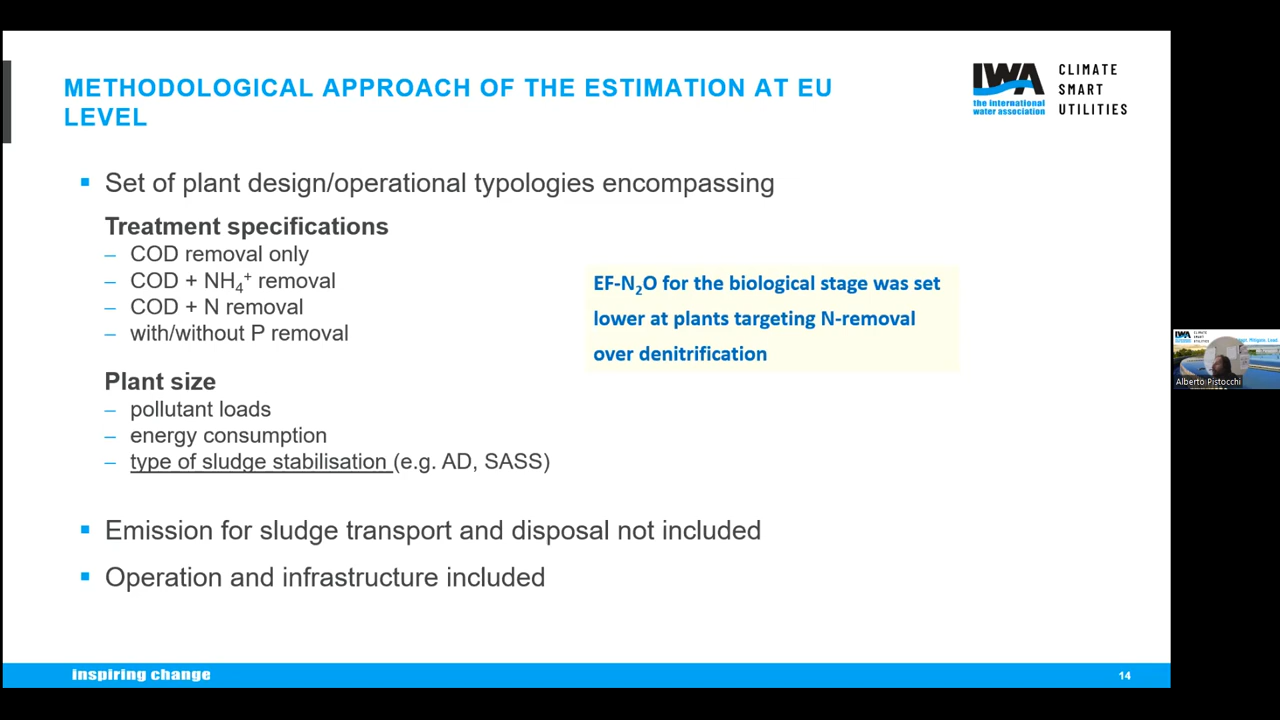 METHODOLOGICAL APPROACH OF THE ESTIMATION AT EU
LEVEL
IWA
the international
water association
CLIMATE
SMART
UTILITIES
▪ Set of plant design/operational typologies encompassing
Treatment specifications
– COD removal only
– COD + NH₄⁺ removal
– COD + N removal
– with/without P removal
EF-N₂O for the biological stage was set
lower at plants targeting N-removal
over denitrification
Plant size
– pollutant loads
– energy consumption
– type of sludge stabilisation (e.g. AD, SASS)
▪ Emission for sludge transport and disposal not included
▪ Operation and infrastructure included
inspiring change
14
IWA
Alberto Pistocchi